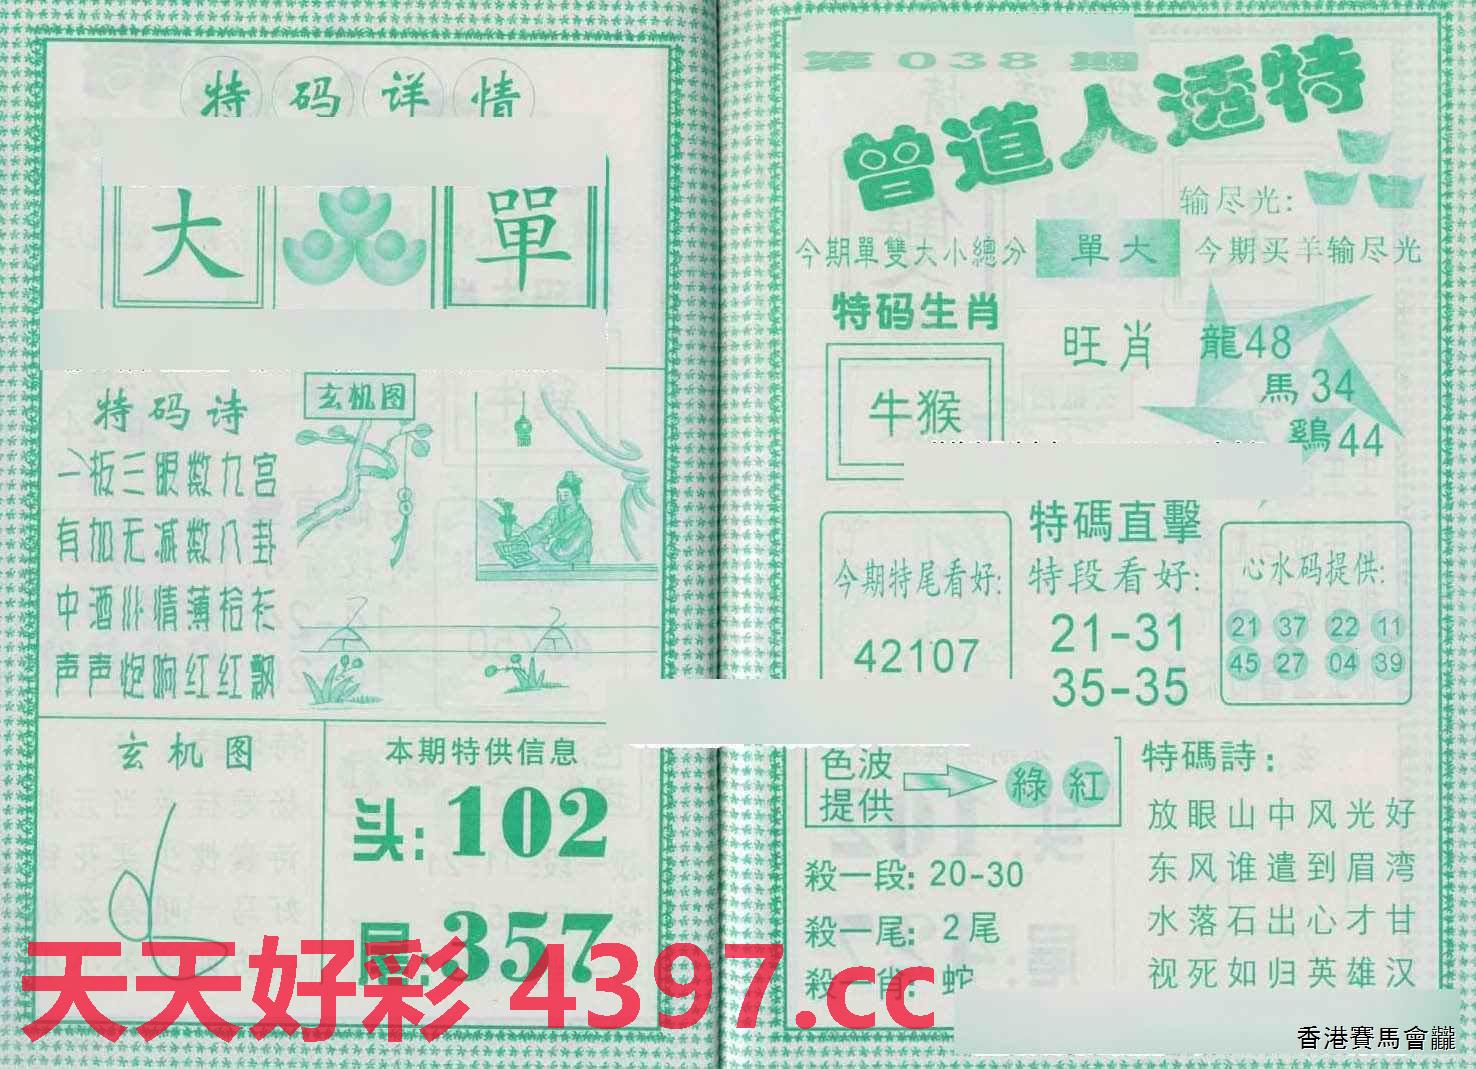 特码详情
大 單
特码诗
一板三眼数九宫
有加无减数八卦
中酒心情薄裕衫
声声炮响红红飘
玄机图
玄机图
本期特供信息
头:102
尾:357
第038期
曾道人透特
输尽光:
今期單雙大小總分 單大 今期买羊输尽光
特码生肖
牛猴
旺肖 龍48
馬34
鷄44
今期特尾看好:
42107
特碼直擊
特段看好:
21-31
35-35
心水码提供:
21 37 22 11
45 27 04 39
色波
提供
綠 紅
殺一段: 20-30
殺一尾: 2尾
殺一肖: 蛇
特碼詩:
放眼山中风光好
东风谁遣到眉湾
水落石出心才甘
视死如归英雄汉
天天好彩 4397.cc
香港賽馬會